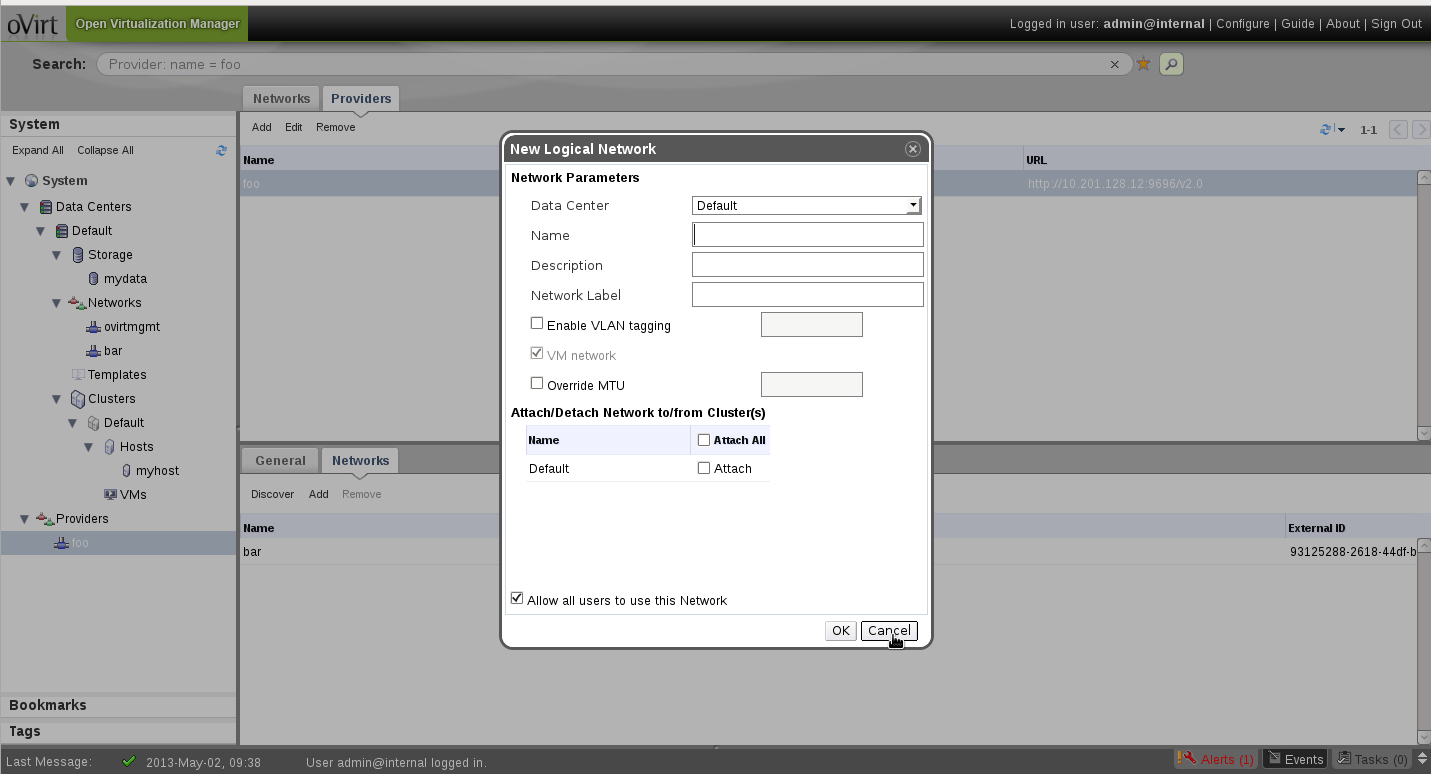 oVirt Open Virtualization Manager Logged in user: admin@internal | Configure | Guide | About | Sign Out
Search: Provider: name = foo
Networks Providers
System
Expand All Collapse All
System
Data Centers
Default
Storage
mydata
Networks
ovirtmgmt
bar
Templates
Clusters
Default
Hosts
myhost
VMs
Providers
foo
Bookmarks
Tags
Add Edit Remove 1-1
Name URL
foo http://10.201.128.12:9696/v2.0
New Logical Network
Network Parameters
Data Center Default
Name
Description
Network Label
Enable VLAN tagging
VM network
Override MTU
Attach/Detach Network to/from Cluster(s)
Name Attach All
Default Attach
Allow all users to use this Network
OK Cancel
General Networks
Discover Add Remove
Name External ID
bar 93125288-2618-44df-b
Last Message: 2013-May-02, 09:38 User admin@internal logged in. Alerts (1) Events Tasks (0)